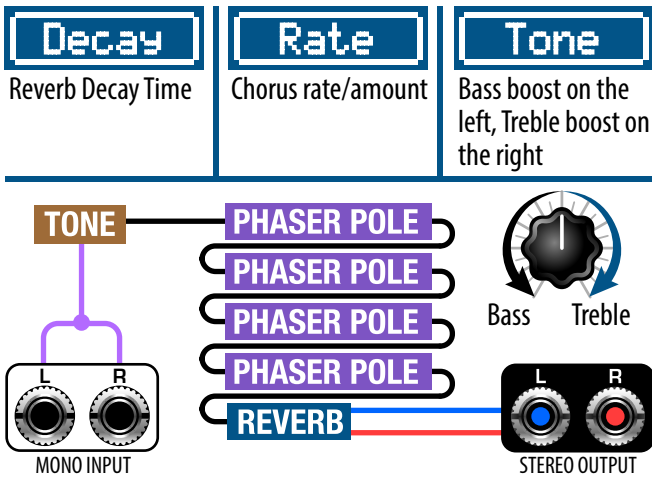 Decay
Rate
Tone
Reverb Decay Time
Chorus rate/amount
Bass boost on the
left, Treble boost on
the right
TONE
PHASER POLE
PHASER POLE
PHASER POLE
PHASER POLE
REVERB
Bass
Treble
L
R
MONO INPUT
L
R
STEREO OUTPUT